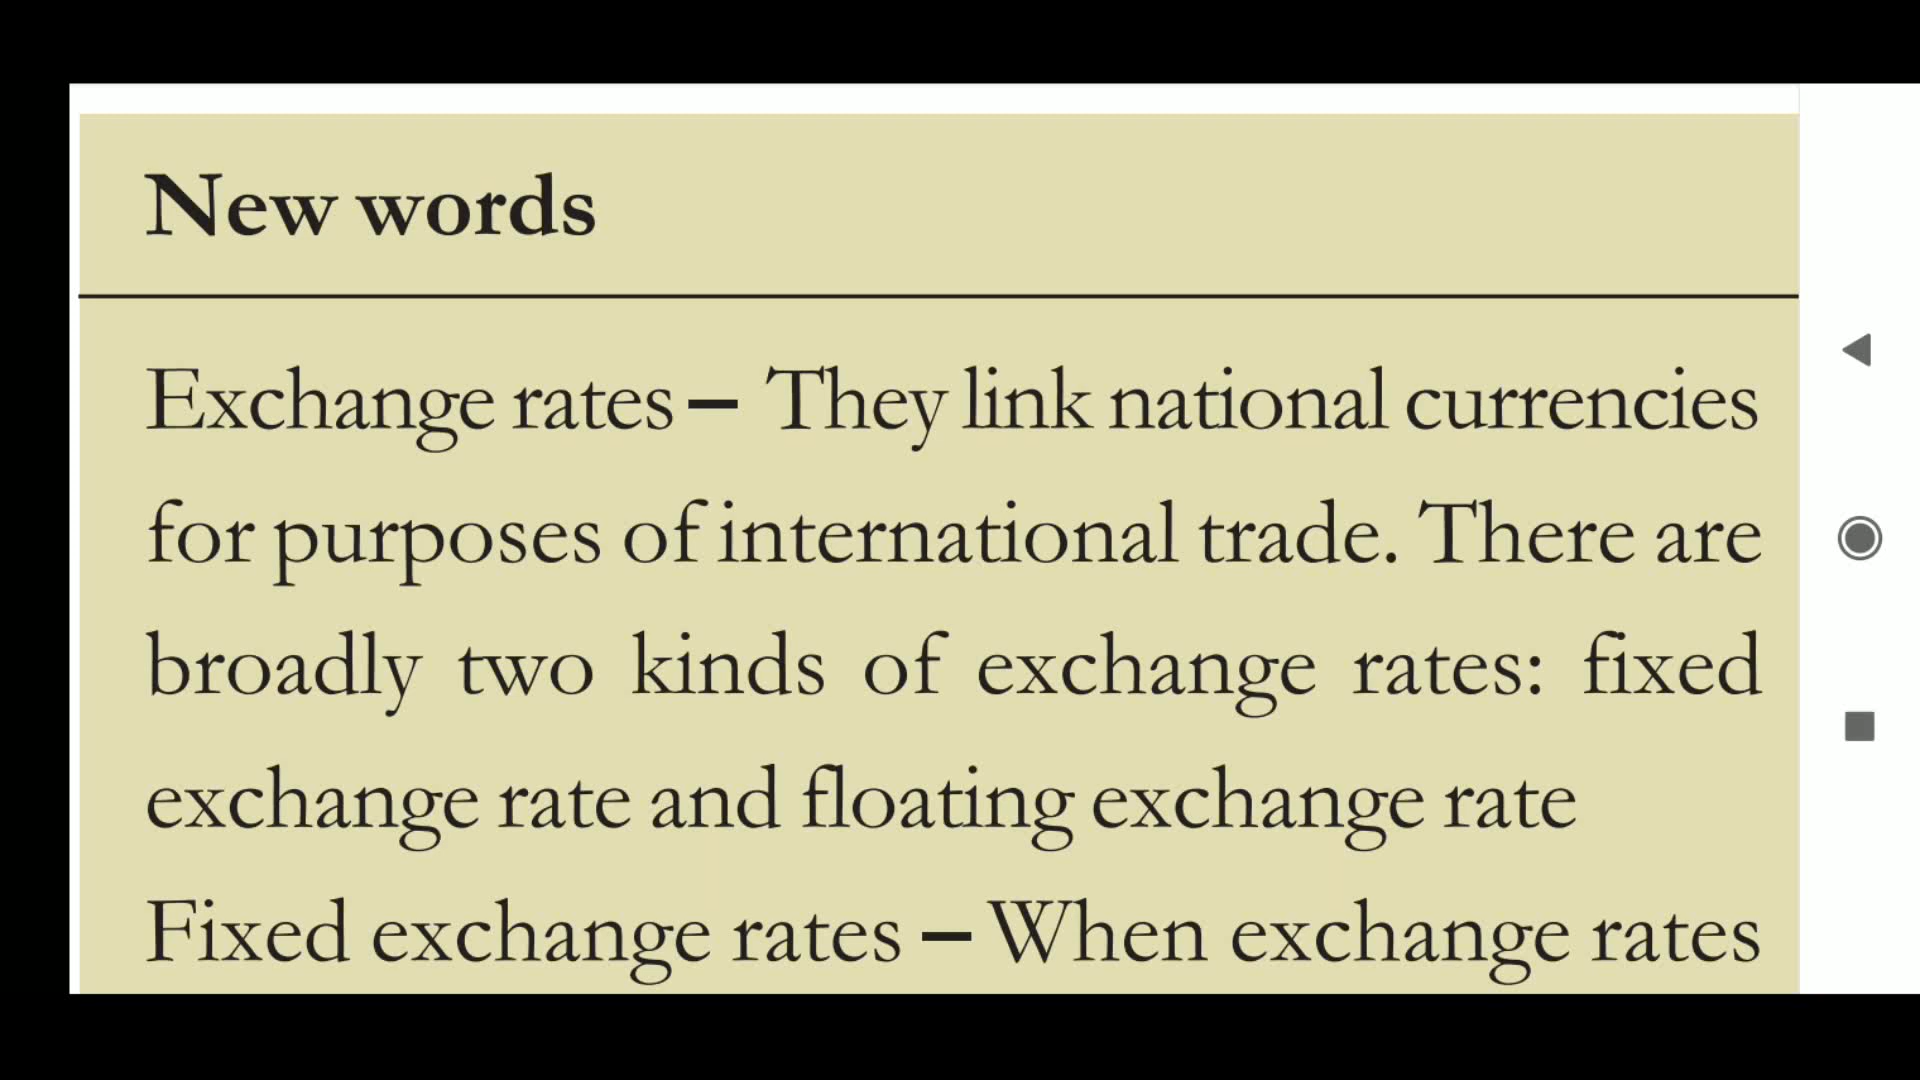 New words
Exchange rates – They link national currencies
for purposes of international trade. There are
broadly two kinds of exchange rates: fixed
exchange rate and floating exchange rate
Fixed exchange rates – When exchange rates